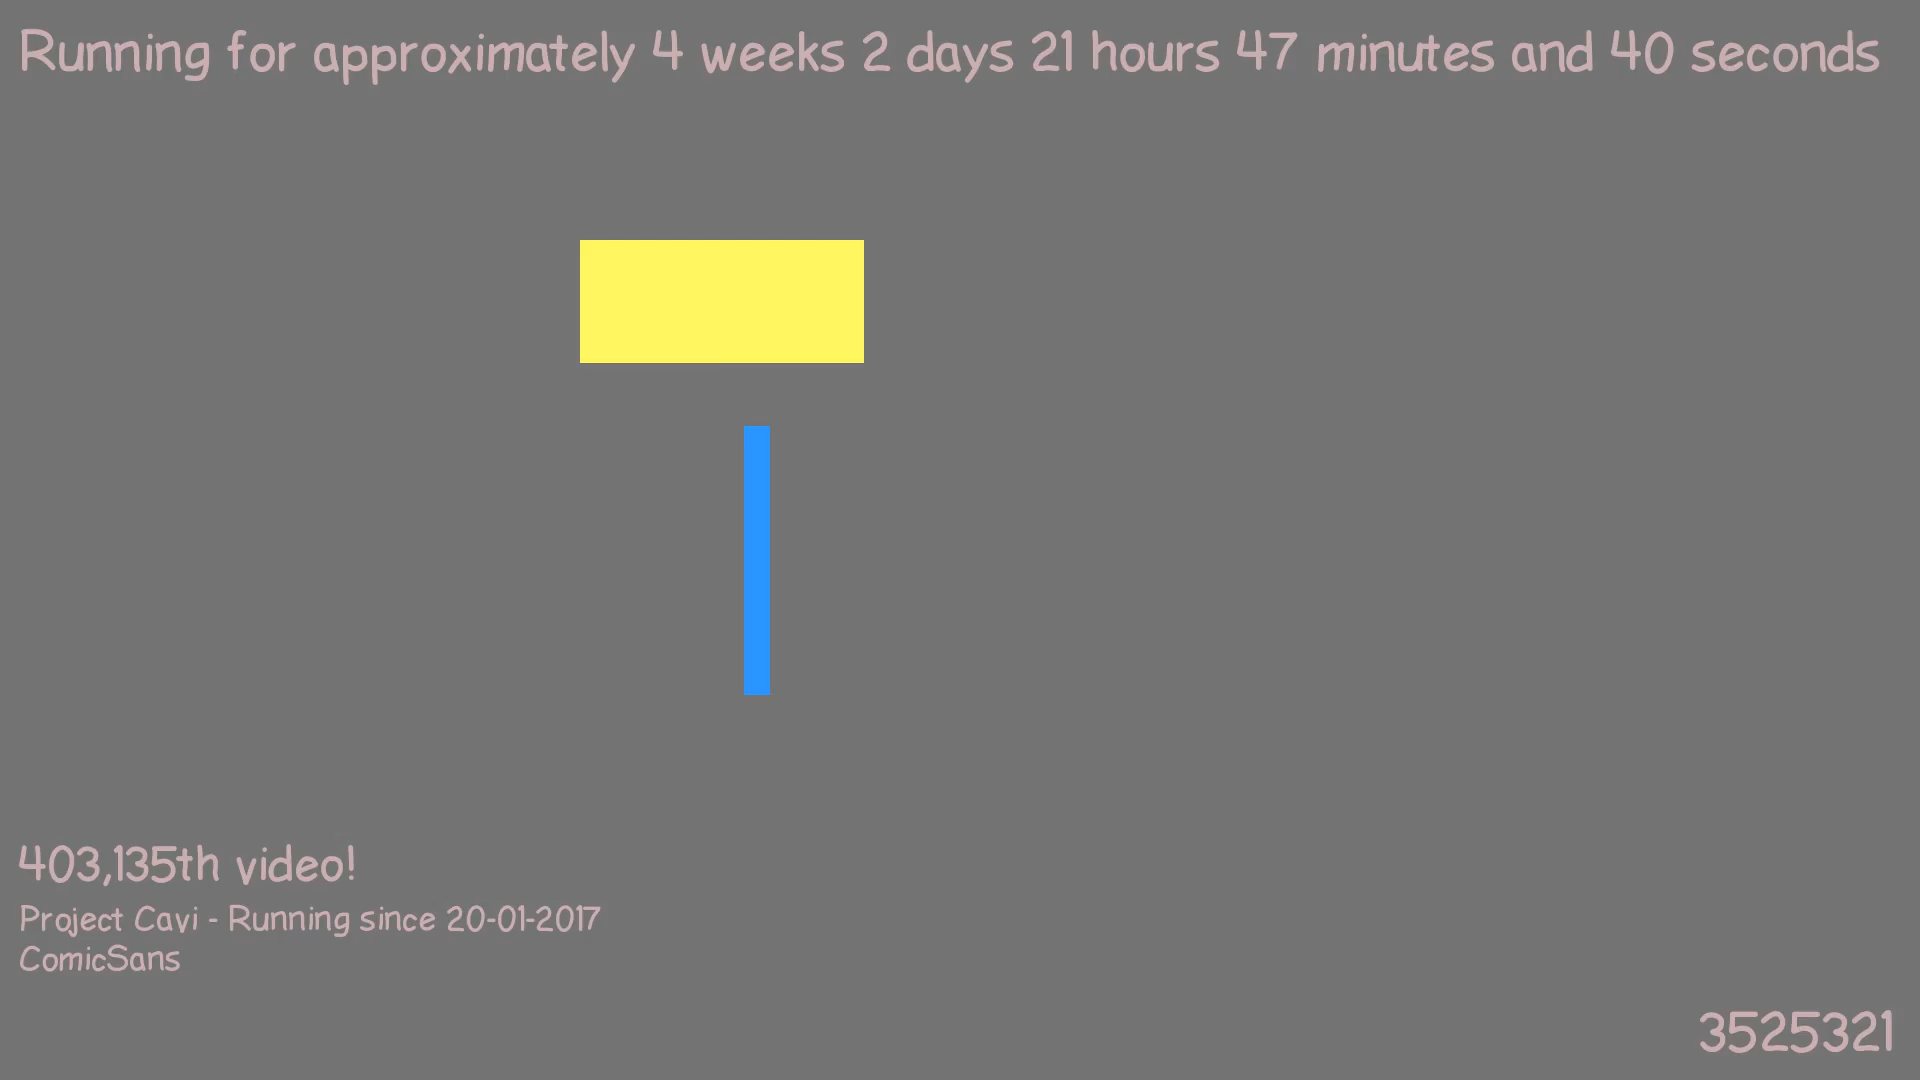 Running for approximately 4 weeks 2 days 21 hours 47 minutes and 40 seconds
403,135th video!
Project Cavi - Running since 20-01-2017
ComicSans
3525321